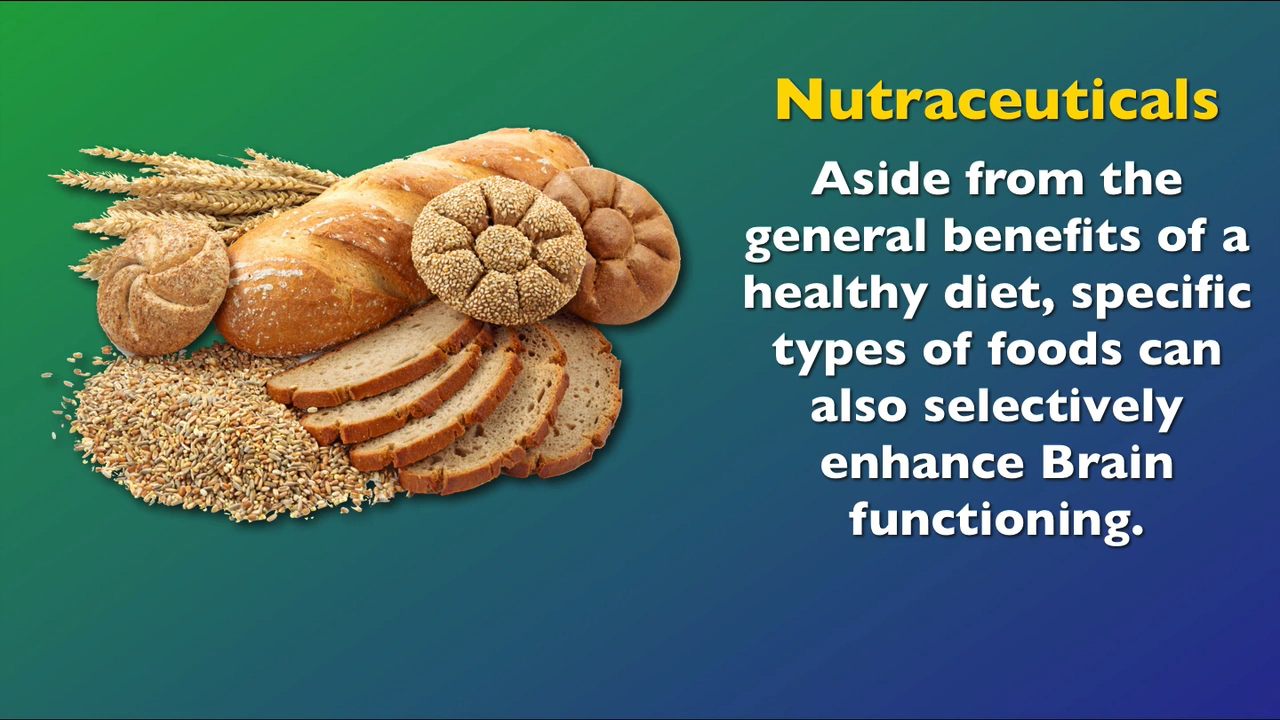 Nutraceuticals
Aside from the
general benefits of a
healthy diet, specific
types of foods can
also selectively
enhance Brain
functioning.